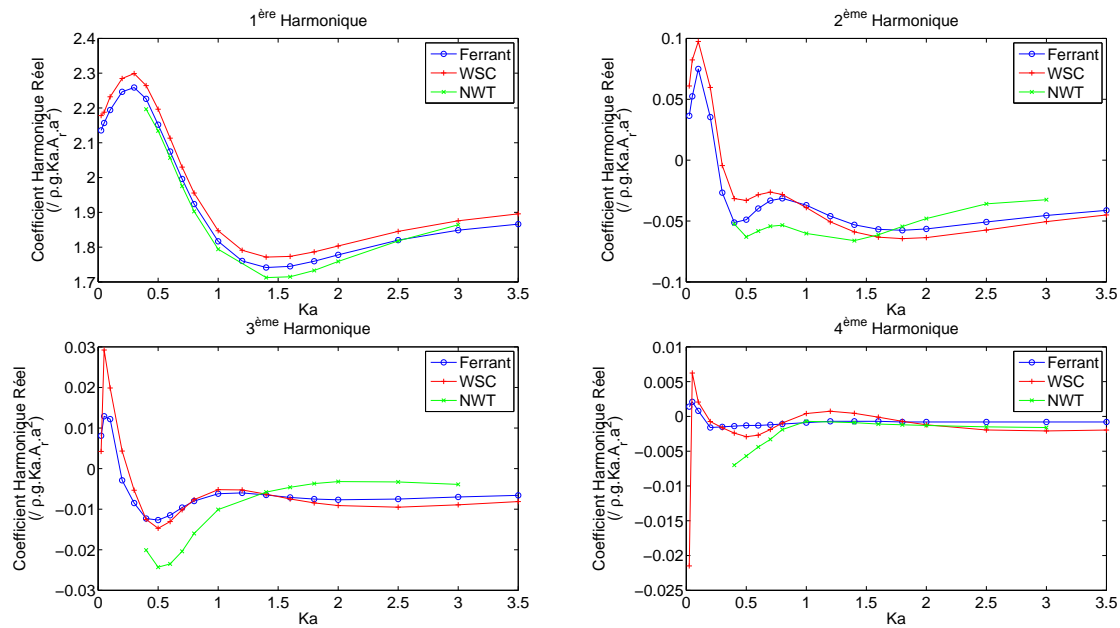 1ère Harmonique
Coefficient Harmonique Réel
(/ ρ.g.Ka.Ar.a²)
2.4
2.3
2.2
2.1
2
1.9
1.8
1.7
0 0.5 1 1.5 2 2.5 3 3.5
Ka
Ferrant
WSC
NWT
2ème Harmonique
Coefficient Harmonique Réel
(/ ρ.g.Ka.Ar.a²)
0.1
0.05
0
−0.05
−0.1
0 0.5 1 1.5 2 2.5 3 3.5
Ka
Ferrant
WSC
NWT
3ème Harmonique
Coefficient Harmonique Réel
(/ ρ.g.Ka.Ar.a²)
0.03
0.02
0.01
0
−0.01
−0.02
−0.03
0 0.5 1 1.5 2 2.5 3 3.5
Ka
Ferrant
WSC
NWT
4ème Harmonique
Coefficient Harmonique Réel
(/ ρ.g.Ka.Ar.a²)
0.01
0.005
0
−0.005
−0.01
−0.015
−0.02
−0.025
0 0.5 1 1.5 2 2.5 3 3.5
Ka
Ferrant
WSC
NWT